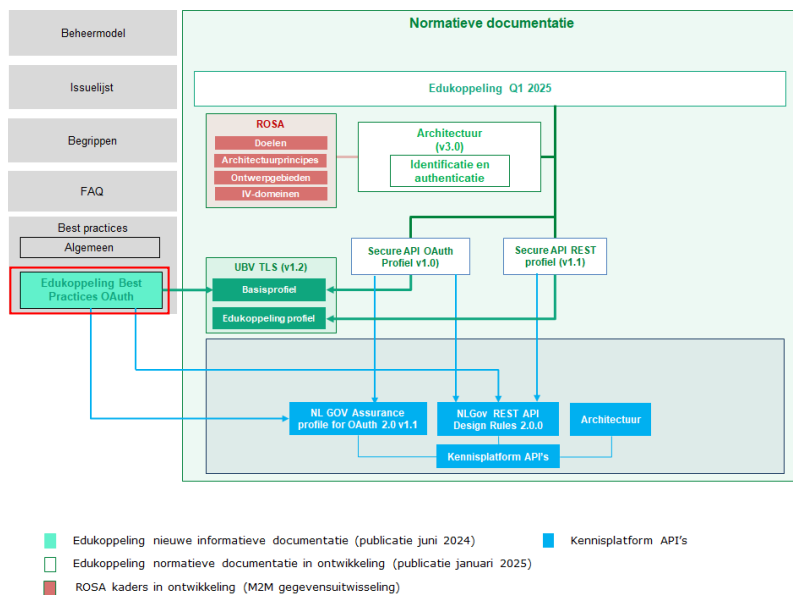 Beheermodel
Issuelijst
Begrippen
FAQ
Best practices
Algemeen
Edukoppeling Best
Practices OAuth
Normatieve documentatie
Edukoppeling Q1 2025
ROSA
Doelen
Architectuurprincipes
Ontwerpgebieden
IV-domeinen
Architectuur
(v3.0)
Identificatie en
authenticatie
Secure API OAuth
Profiel v1.0)
Secure API REST
profiel (v1.1)
UBV TLS (v1.2)
Basisprofiel
Edukoppeling profiel
NL GOV Assurance
profile for OAuth 2.0 v1.1
NLGov REST API
Design Rules 2.0.0
Architectuur
Kennisplatform API's
Edukoppeling nieuwe informatieve documentatie (publicatie juni 2024)
Kennisplatform API's
Edukoppeling normatieve documentatie in ontwikkeling (publicatie januari 2025)
ROSA kaders in ontwikkeling (M2M gegevensuitwisseling)